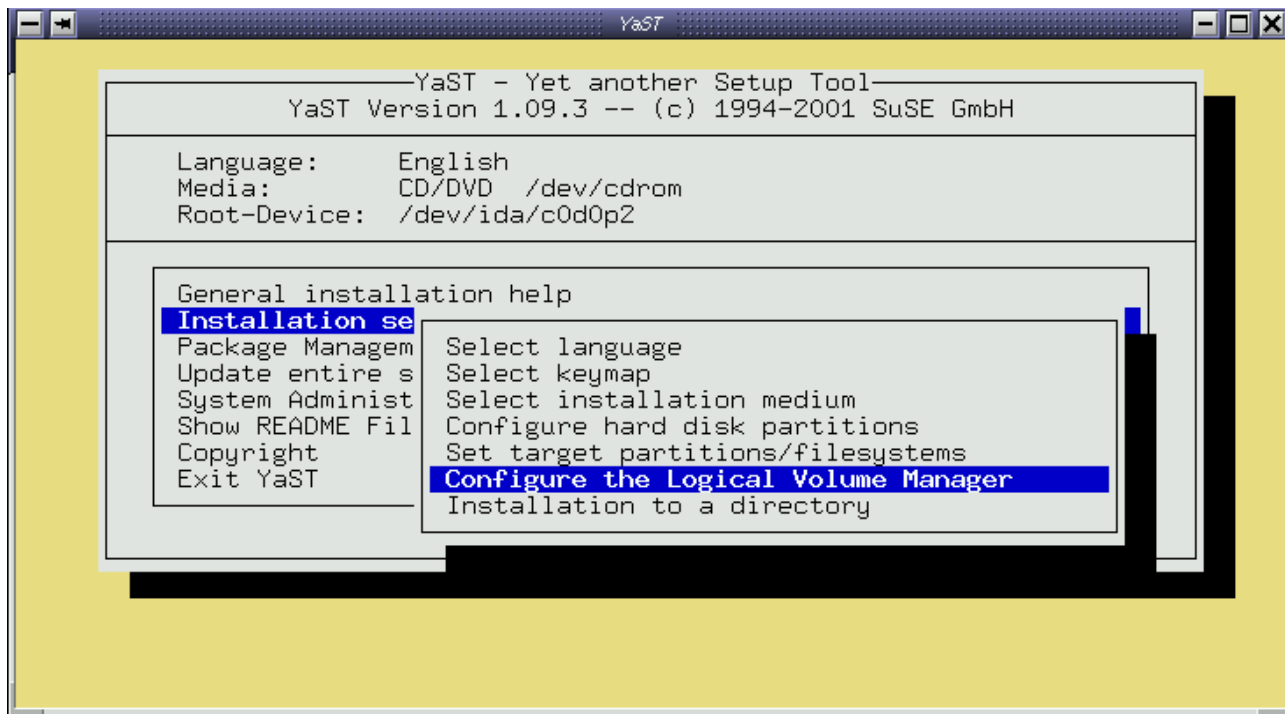 YaST
YaST - Yet another Setup Tool
YaST Version 1.09.3 -- (c) 1994-2001 SuSE GmbH
Language: English
Media: CD/DVD /dev/cdrom
Root-Device: /dev/ida/c0d0p2
General installation help
Installation se
Package Managem
Update entire s
System Administ
Show README Fil
Copyright
Exit YaST
Select language
Select keymap
Select installation medium
Configure hard disk partitions
Set target partitions/filesystems
Configure the Logical Volume Manager
Installation to a directory